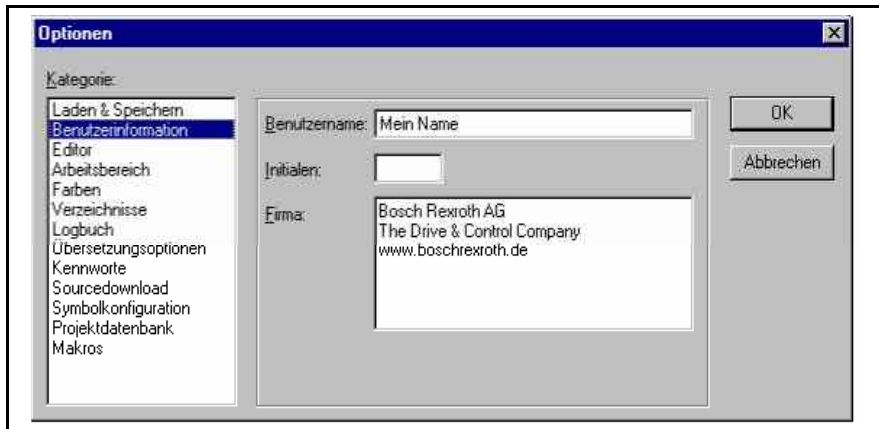 Optionen
Kategorie:
Laden & Speichern
Benutzerinformation
Editor
Arbeitsbereich
Farben
Verzeichnisse
Logbuch
Übersetzungsoptionen
Kennworte
Sourcedownload
Symbolkonfiguration
Projektdatenbank
Makros
Benutzername: Mein Name
Initialen:
Firma:
Bosch Rexroth AG
The Drive & Control Company
www.boschrexroth.de
OK
Abbrechen